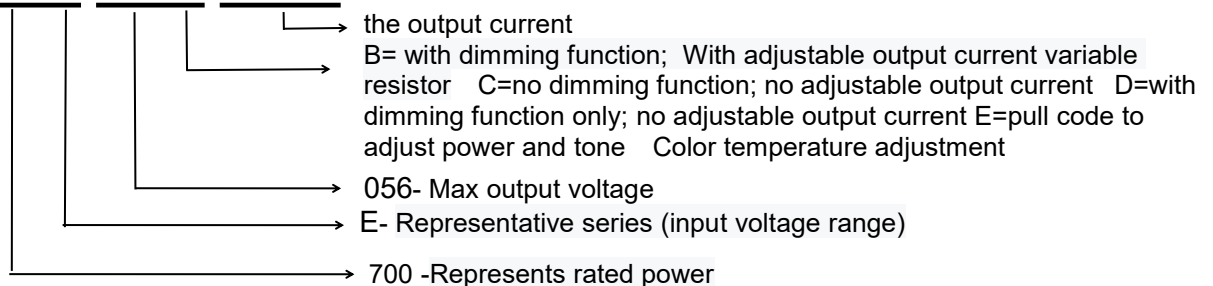 the output current
B= with dimming function; With adjustable output current variable
resistor C=no dimming function; no adjustable output current D=with
dimming function only; no adjustable output current E=pull code to
adjust power and tone Color temperature adjustment
056- Max output voltage
E- Representative series (input voltage range)
700 -Represents rated power